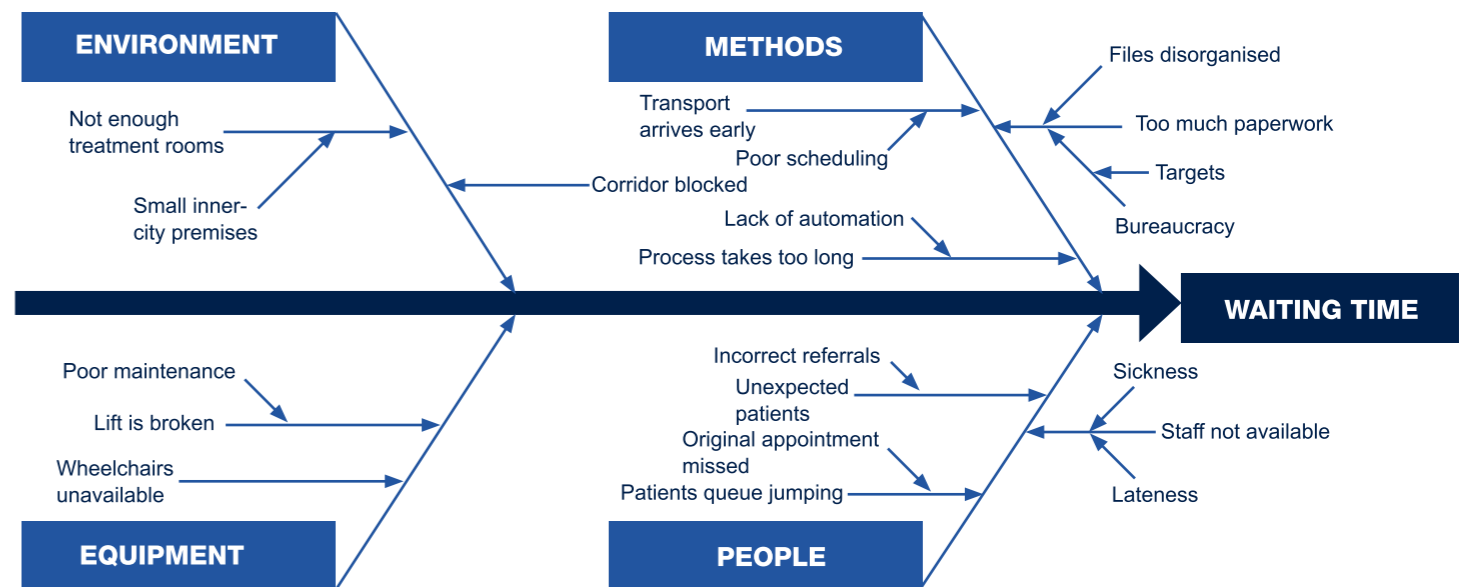 ENVIRONMENT
Not enough
treatment rooms
Small inner-
city premises
Corridor blocked
METHODS
Transport
arrives early
Poor scheduling
Lack of automation
Process takes too long
Files disorganised
Too much paperwork
Targets
Bureaucracy
WAITING TIME
Poor maintenance
Lift is broken
Wheelchairs
unavailable
EQUIPMENT
Incorrect referrals
Unexpected
patients
Original appointment
missed
Patients queue jumping
Sickness
Staff not available
Lateness
PEOPLE